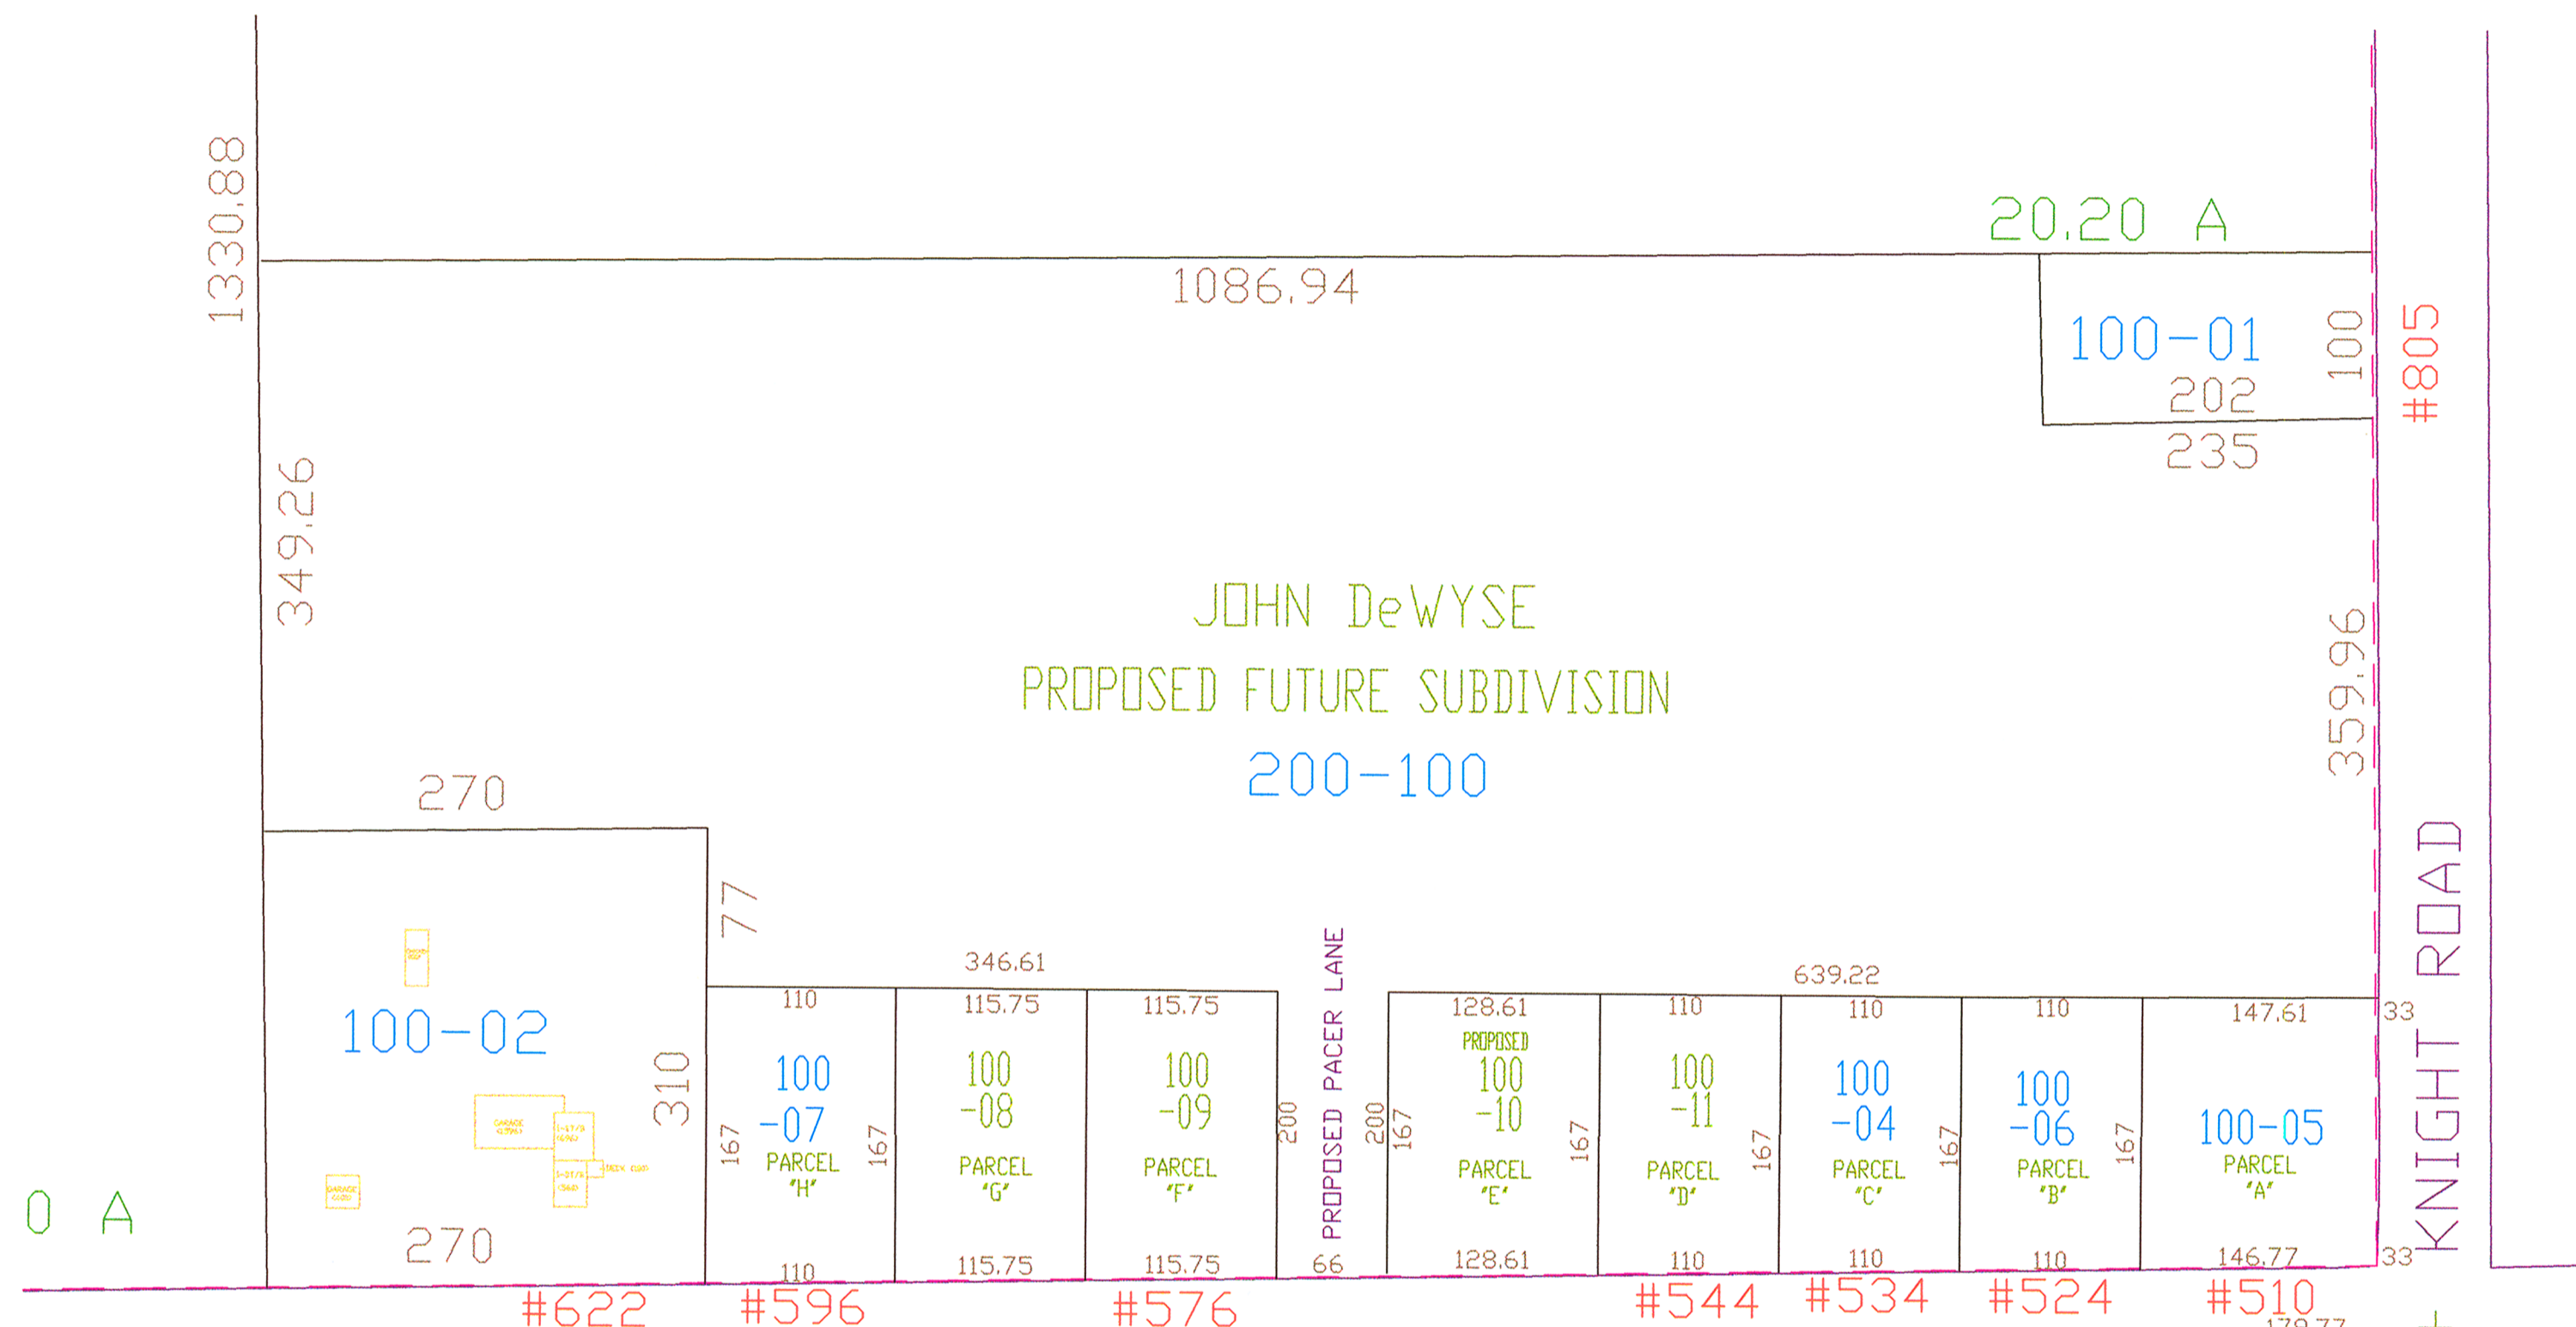 1330.88
20.20 A
1086.94
100-01
100
202
235
#805
349.26
JOHN DeWYSE
PROPOSED FUTURE SUBDIVISION
200-100
359.96
270
77
KNIGHT ROAD
346.61
639.22
110
115.75
115.75
128.61
110
110
110
147.61
33
100-02
310
167
100
-07
PARCEL
"H"
167
100
-08
PARCEL
"G"
100
-09
PARCEL
"F"
200
PROPOSED PACER LANE
200
167
PROPOSED
100
-10
PARCEL
"E"
167
100
-11
PARCEL
"D"
167
100
-04
PARCEL
"C"
167
100
-06
PARCEL
"B"
167
100-05
PARCEL
"A"
GARAGE
GARAGE
0 A
270
110
115.75
115.75
66
128.61
110
110
110
146.77
33
#622
#596
#576
#544
#534
#524
#510